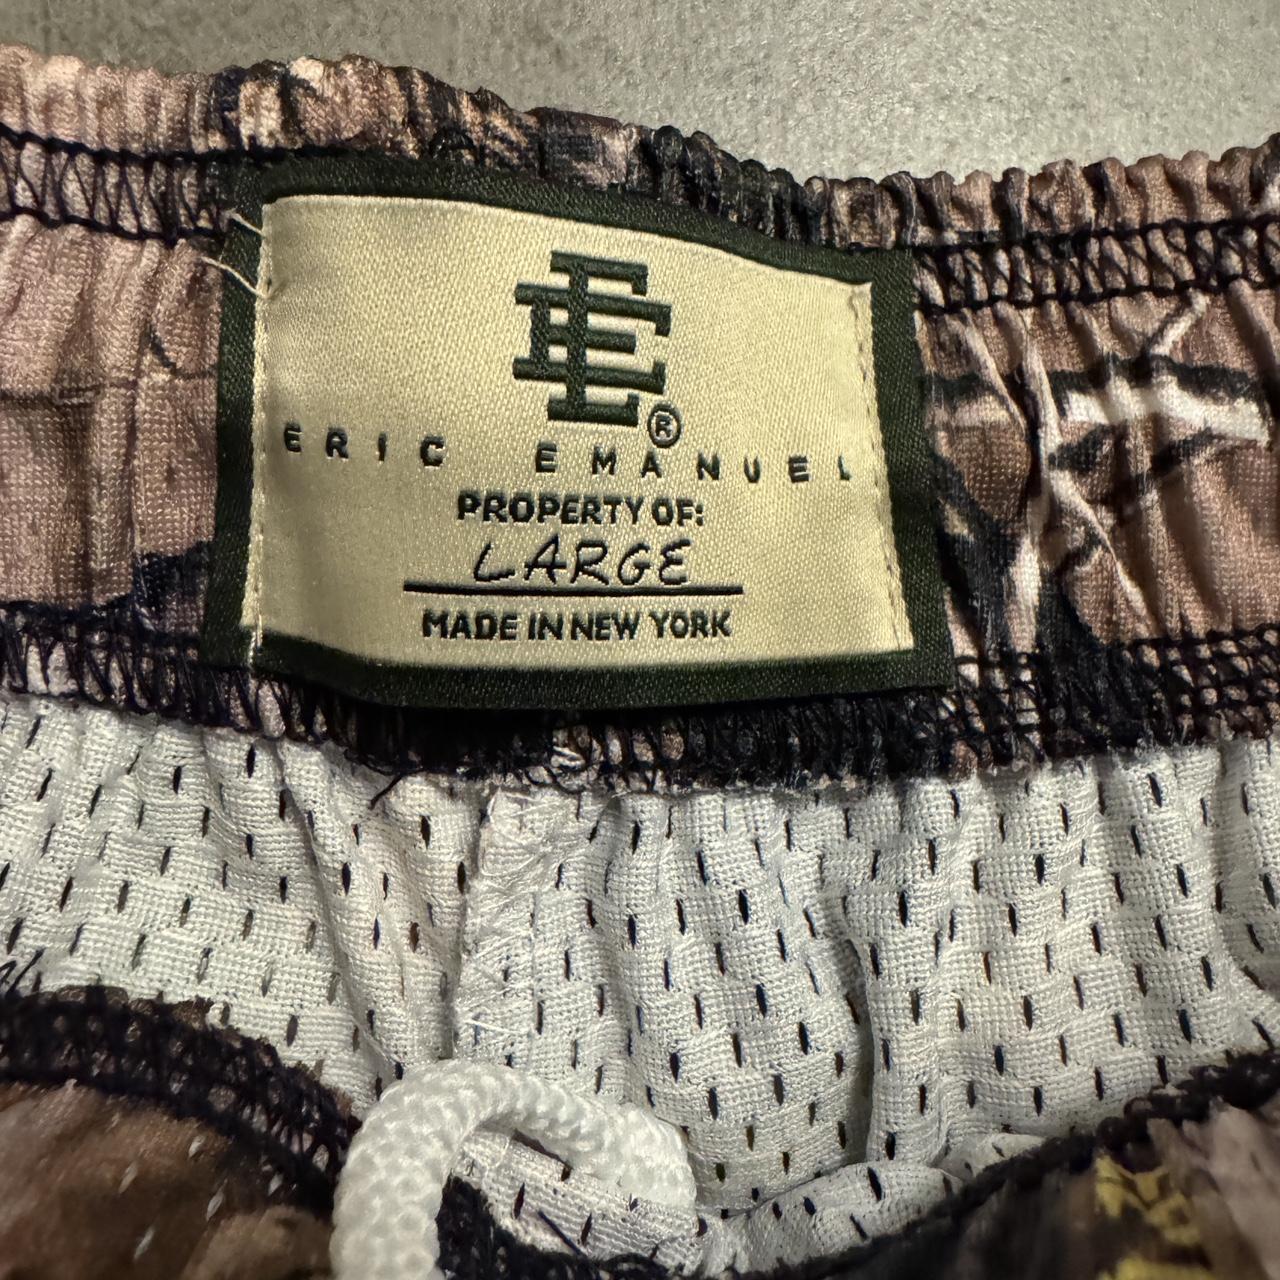 EE®
ERIC EMANUEL
PROPERTY OF:
LARGE
MADE IN NEW YORK